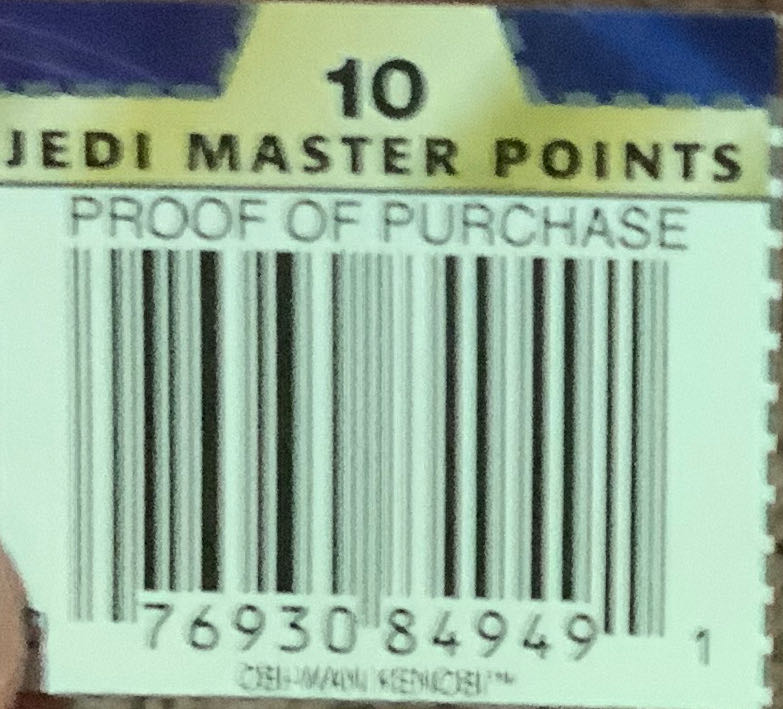 10
JEDI MASTER POINTS
PROOF OF PURCHASE
76930 84949 1
OBI-WAN KENOBI™